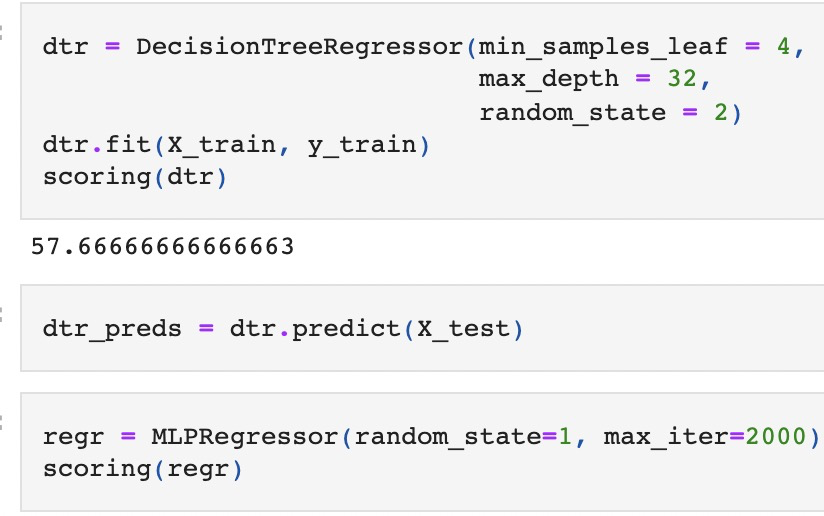 dtr = DecisionTreeRegressor(min_samples_leaf = 4,
max_depth = 32,
random_state = 2)
dtr.fit(X_train, y_train)
scoring(dtr)
57.66666666666663
dtr_preds = dtr.predict(X_test)
regr = MLPRegressor(random_state=1, max_iter=2000)
scoring(regr)